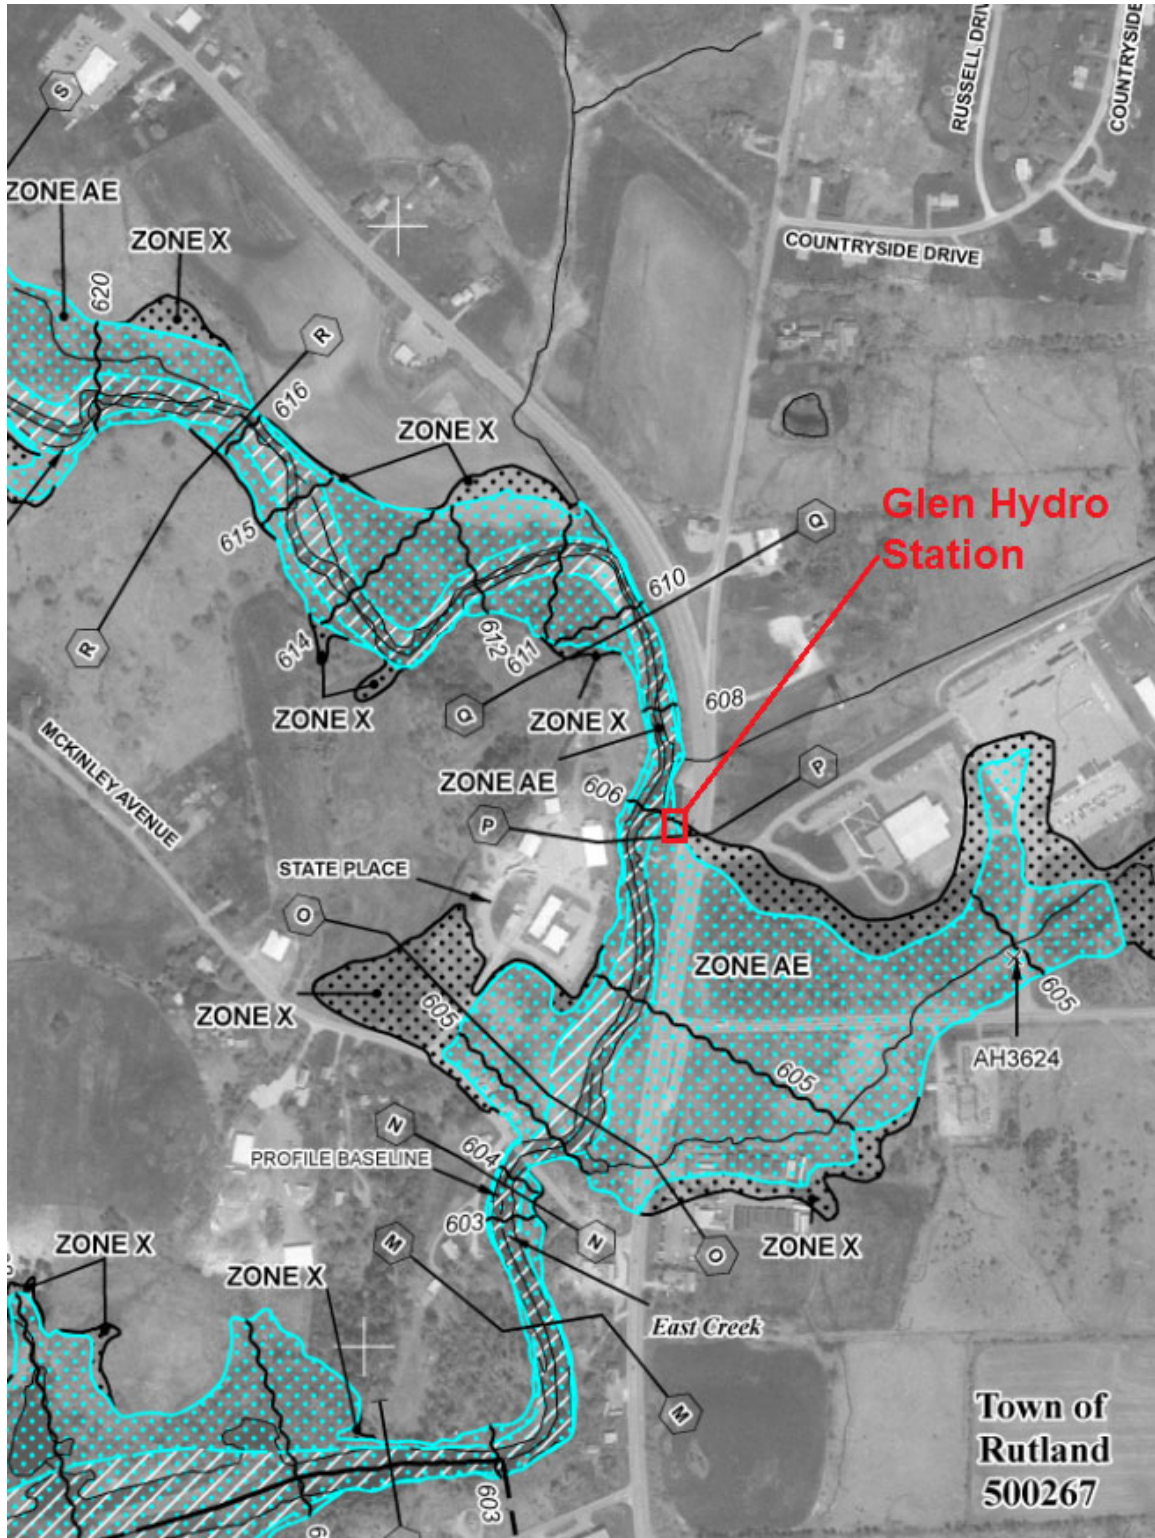 S
RUSSELL DRIV
COUNTRYSIDE
ZONE AE
ZONE X
COUNTRYSIDE DRIVE
620
R
616
ZONE X
Glen Hydro
Station
Q
615
610
614
612
611
R
ZONE X
Q
ZONE X
608
MCKINLEY AVENUE
ZONE AE
606
P
P
STATE PLACE
O
ZONE AE
605
605
ZONE X
605
AH3624
N
604
PROFILE BASELINE
603
N
O
ZONE X
M
ZONE X
ZONE X
East Creek
M
Town of
Rutland
500267
603